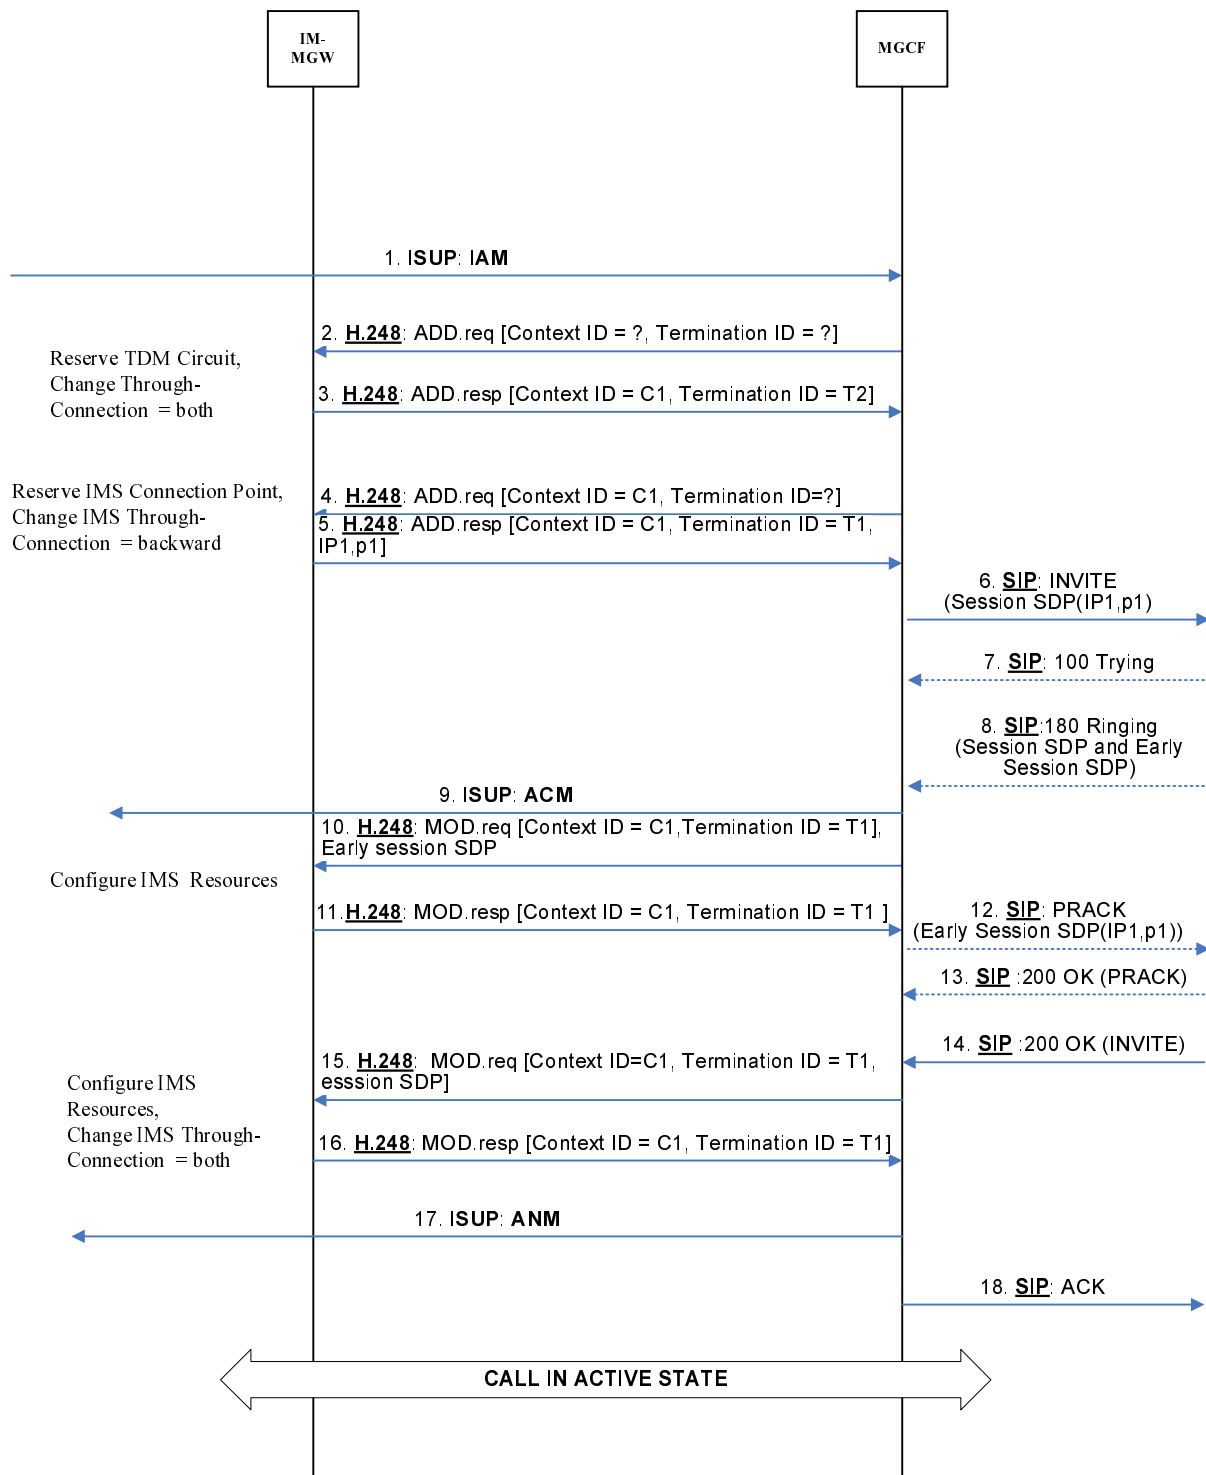 IM-
MGW
MGCF
1. ISUP: IAM
2. H.248: ADD.req [Context ID = ?, Termination ID = ?]
Reserve TDM Circuit,
Change Through-
Connection = both
3. H.248: ADD.resp [Context ID = C1, Termination ID = T2]
Reserve IMS Connection Point,
Change IMS Through-
Connection = backward
4. H.248: ADD.req [Context ID = C1, Termination ID=?]
5. H.248: ADD.resp [Context ID = C1, Termination ID = T1,
IP1,p1]
6. SIP: INVITE
(Session SDP(IP1,p1)
7. SIP: 100 Trying
8. SIP:180 Ringing
(Session SDP and Early
Session SDP)
9. ISUP: ACM
10. H.248: MOD.req [Context ID = C1,Termination ID = T1],
Early session SDP
Configure IMS Resources
11.H.248: MOD.resp [Context ID = C1, Termination ID = T1 ]
12. SIP: PRACK
(Early Session SDP(IP1,p1))
13. SIP :200 OK (PRACK)
14. SIP :200 OK (INVITE)
15. H.248: MOD.req [Context ID=C1, Termination ID = T1,
esssion SDP]
Configure IMS
Resources,
Change IMS Through-
Connection = both
16. H.248: MOD.resp [Context ID = C1, Termination ID = T1]
17. ISUP: ANM
18. SIP: ACK
CALL IN ACTIVE STATE